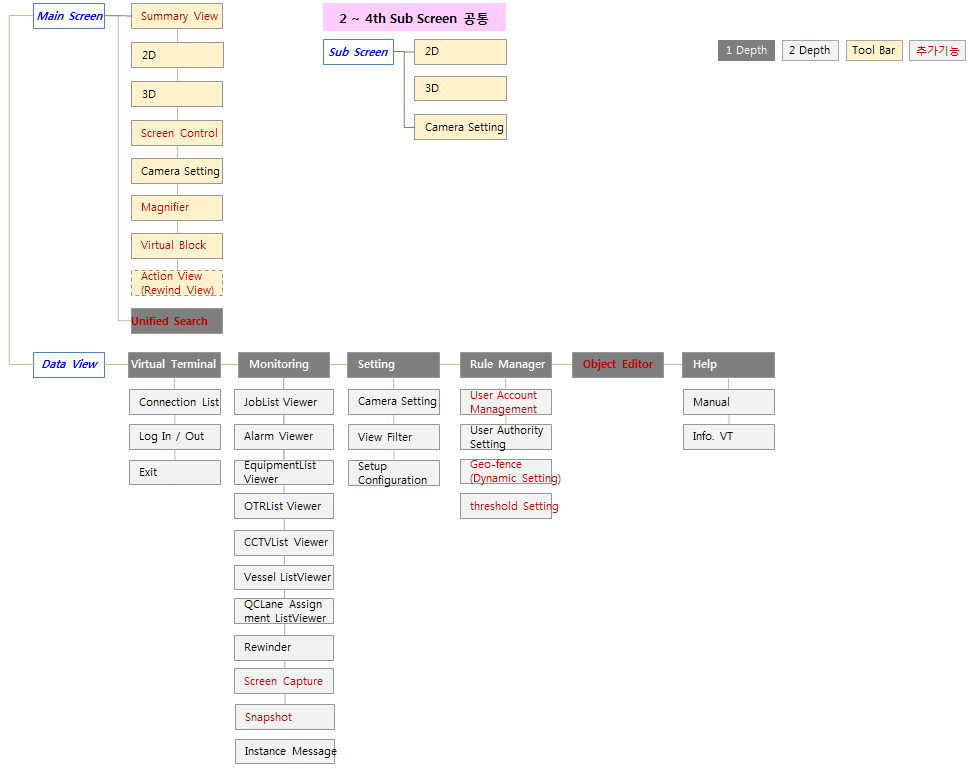 Main Screen
Summary View
2D
3D
Screen Control
Camera Setting
Magnifier
Virtual Block
Action View
(Rewind View)
Unified Search
2 ~ 4th Sub Screen 공통
Sub Screen
2D
3D
Camera Setting
1 Depth
2 Depth
Tool Bar
추가기능
Data View
Virtual Terminal
Connection List
Log In / Out
Exit
Monitoring
JobList Viewer
Alarm Viewer
EquipmentList
Viewer
OTRList Viewer
CCTVList Viewer
Vessel ListViewer
QCLane Assign
ment ListViewer
Rewinder
Screen Capture
Snapshot
Instance Message
Setting
Camera Setting
View Filter
Setup
Configuration
Rule Manager
User Account
Management
User Authority
Setting
Geo-fence
(Dynamic Setting)
threshold Setting
Object Editor
Help
Manual
Info. VT